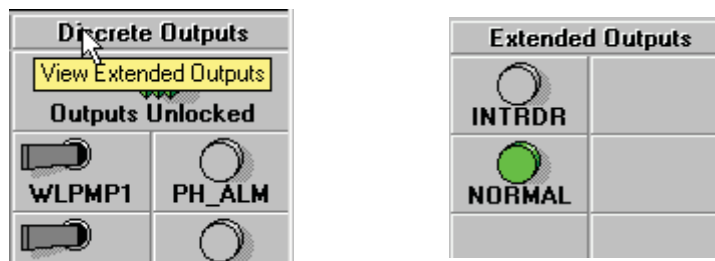 Discrete Outputs
View Extended Outputs
Outputs Unlocked
WLPMP1
PH_ALM
Extended Outputs
INTRDR
NORMAL